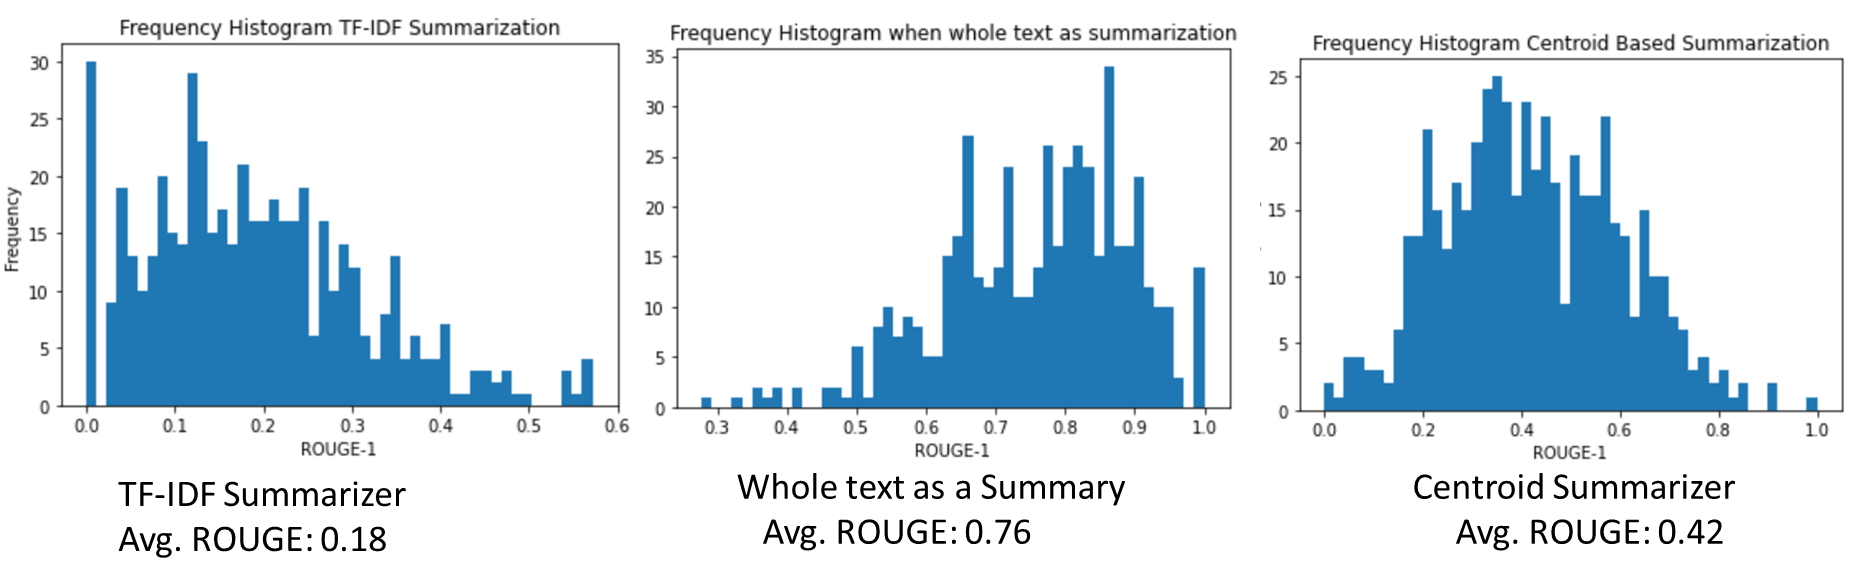 Frequency Histogram TF-IDF Summarization
30
25
20
15
10
5
0
Frequency
0.0 0.1 0.2 0.3 0.4 0.5 0.6
ROUGE-1
TF-IDF Summarizer
Avg. ROUGE: 0.18
Frequency Histogram when whole text as summarization
35
30
25
20
15
10
5
0
0.3 0.4 0.5 0.6 0.7 0.8 0.9 1.0
ROUGE-1
Whole text as a Summary
Avg. ROUGE: 0.76
Frequency Histogram Centroid Based Summarization
25
20
15
10
5
0
0.0 0.2 0.4 0.6 0.8 1.0
ROUGE-1
Centroid Summarizer
Avg. ROUGE: 0.42